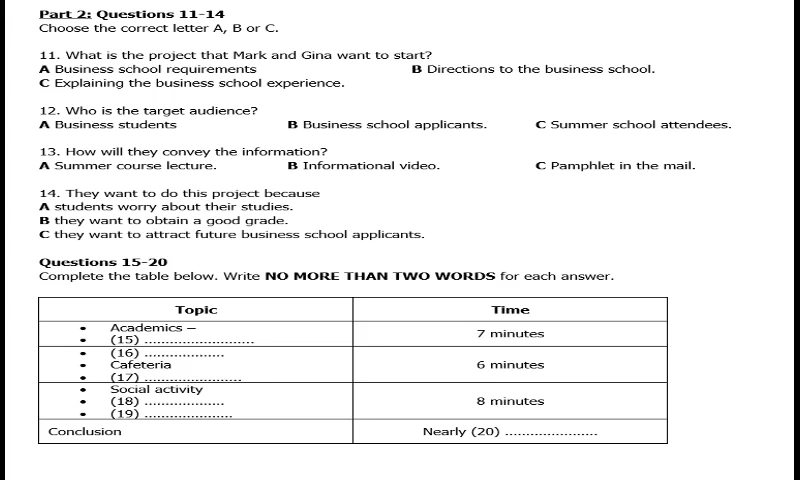 Part 2: Questions 11-14
Choose the correct letter A, B or C.
11. What is the project that Mark and Gina want to start?
A Business school requirements B Directions to the business school.
C Explaining the business school experience.
12. Who is the target audience?
A Business students B Business school applicants. C Summer school attendees.
13. How will they convey the information?
A Summer course lecture. B Informational video. C Pamphlet in the mail.
14. They want to do this project because
A students worry about their studies.
B they want to obtain a good grade.
C they want to attract future business school applicants.
Questions 15-20
Complete the table below. Write NO MORE THAN TWO WORDS for each answer.
Topic Time
• Academics –
• (15) ..........................
7 minutes
• (16) ...................
• Cafeteria
• (17) .......................
6 minutes
• Social activity
• (18) ...................
• (19) .....................
8 minutes
Conclusion Nearly (20) ......................